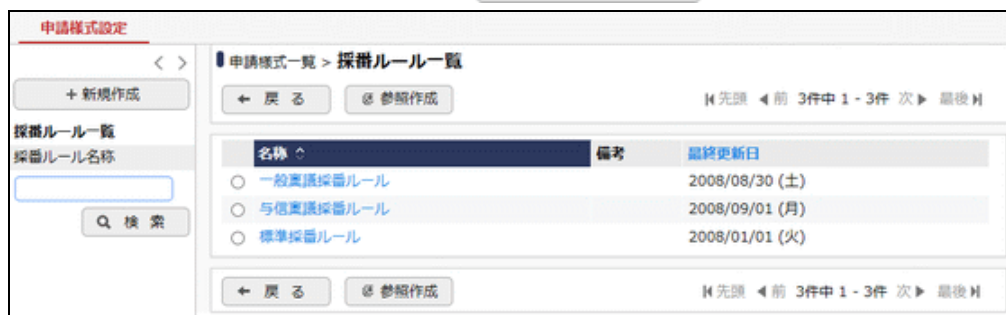 申請様式設定
< >
+ 新規作成
採番ルール一覧
採番ルール名称
検 索
申請様式一覧 > 採番ルール一覧
← 戻 る 参照作成 先頭 ◀前 3件中 1 - 3件 次▶ 最後
名称 備考 最終更新日
一般稟議採番ルール 2008/08/30 (土)
与信稟議採番ルール 2008/09/01 (月)
標準採番ルール 2008/01/01 (火)
← 戻 る 参照作成 先頭 ◀前 3件中 1 - 3件 次▶ 最後